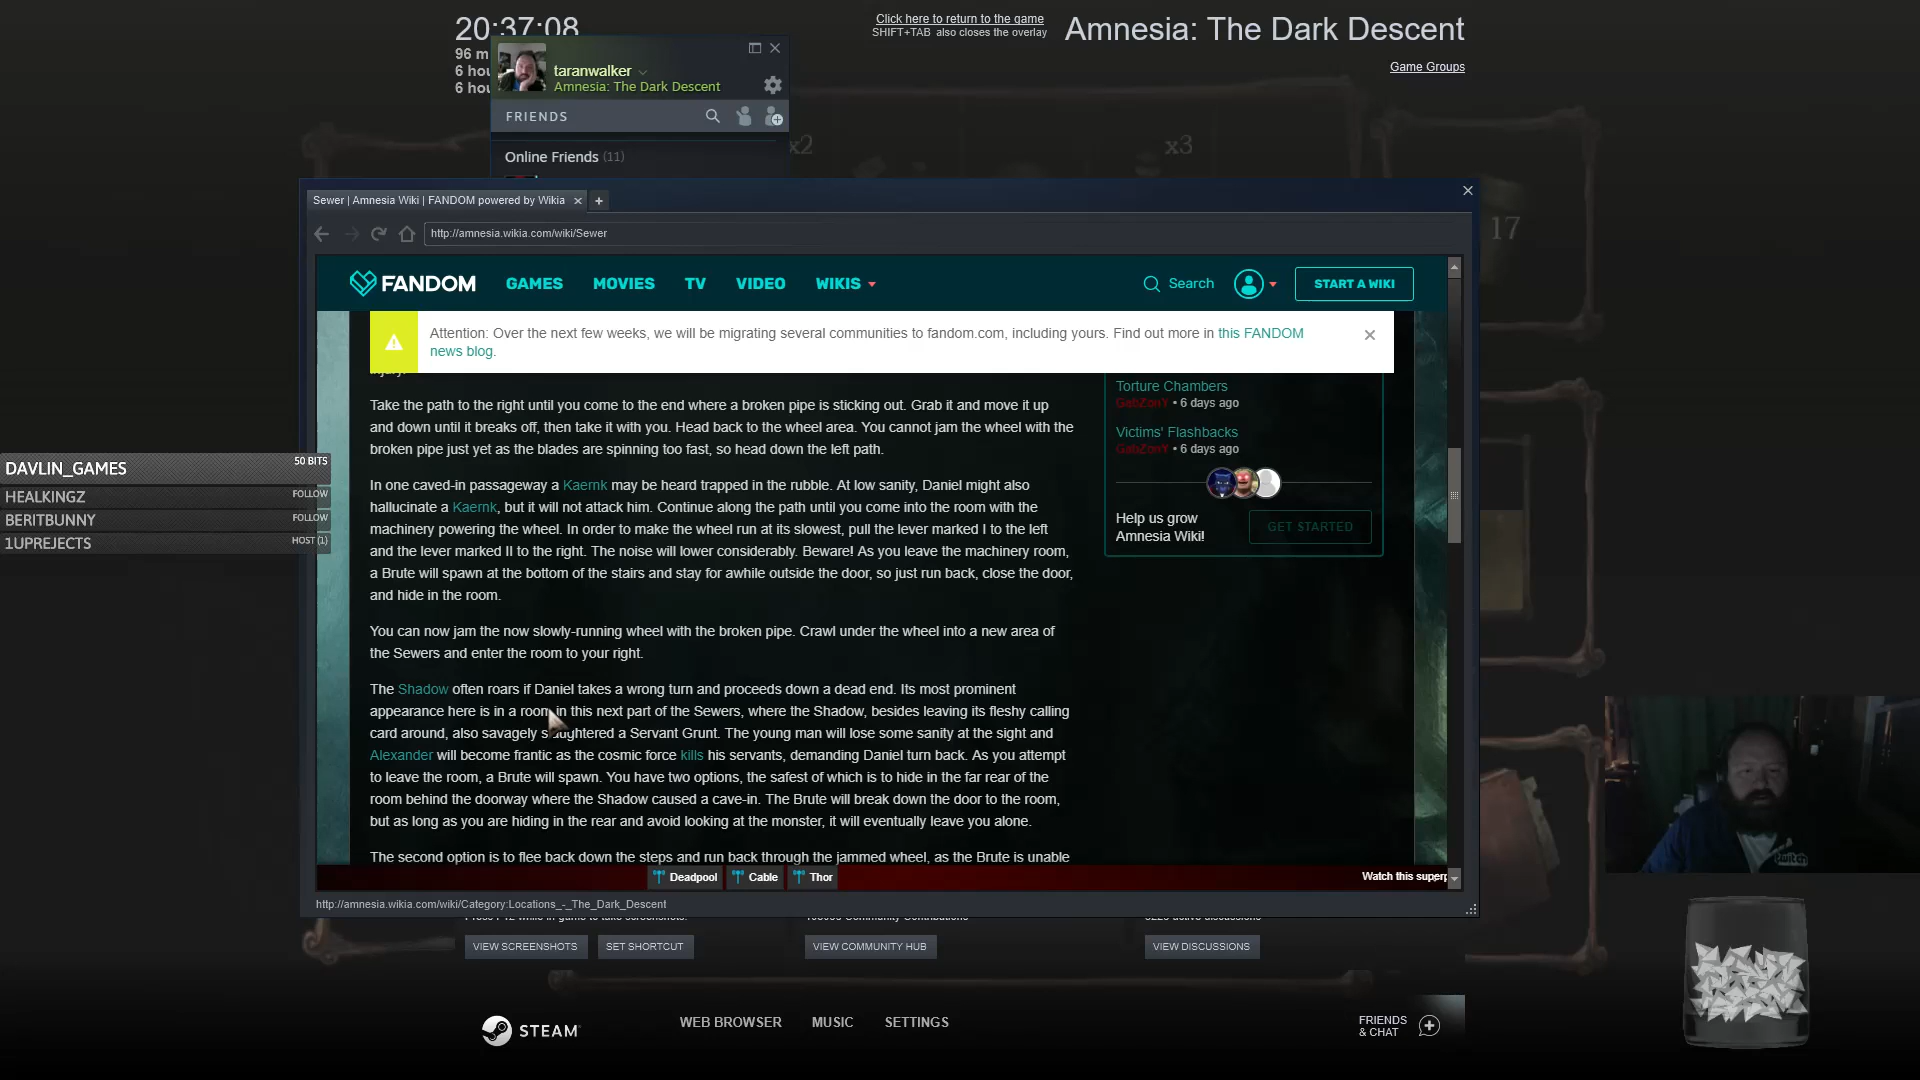 20:37:08
Click here to return to the game
SHIFT+TAB also closes the overlay
Amnesia: The Dark Descent
96 m
6 hou
6 hou
Game Groups
taranwalker
Amnesia: The Dark Descent
FRIENDS
Online Friends (11)
x2
x3
17
Sewer | Amnesia Wiki | FANDOM powered by Wikia
http://amnesia.wikia.com/wiki/Sewer
FANDOM
GAMES
MOVIES
TV
VIDEO
WIKIS
Search
START A WIKI
Attention: Over the next few weeks, we will be migrating several communities to fandom.com, including yours. Find out more in this FANDOM
news blog.
injury.
Take the path to the right until you come to the end where a broken pipe is sticking out. Grab it and move it up
and down until it breaks off, then take it with you. Head back to the wheel area. You cannot jam the wheel with the
broken pipe just yet as the blades are spinning too fast, so head down the left path.
In one caved-in passageway a Kaernk may be heard trapped in the rubble. At low sanity, Daniel might also
hallucinate a Kaernk, but it will not attack him. Continue along the path until you come into the room with the
machinery powering the wheel. In order to make the wheel run at its slowest, pull the lever marked I to the left
and the lever marked II to the right. The noise will lower considerably. Beware! As you leave the machinery room,
a Brute will spawn at the bottom of the stairs and stay for awhile outside the door, so just run back, close the door,
and hide in the room.
You can now jam the now slowly-running wheel with the broken pipe. Crawl under the wheel into a new area of
the Sewers and enter the room to your right.
The Shadow often roars if Daniel takes a wrong turn and proceeds down a dead end. Its most prominent
appearance here is in a room in this next part of the Sewers, where the Shadow, besides leaving its fleshy calling
card around, also savagely slaughtered a Servant Grunt. The young man will lose some sanity at the sight and
Alexander will become frantic as the cosmic force kills his servants, demanding Daniel turn back. As you attempt
to leave the room, a Brute will spawn. You have two options, the safest of which is to hide in the far rear of the
room behind the doorway where the Shadow caused a cave-in. The Brute will break down the door to the room,
but as long as you are hiding in the rear and avoid looking at the monster, it will eventually leave you alone.
The second option is to flee back down the steps and run back through the jammed wheel, as the Brute is unable
Torture Chambers
GabZonY • 6 days ago
Victims' Flashbacks
GabZonY • 6 days ago
Help us grow
Amnesia Wiki!
GET STARTED
DAVLIN_GAMES 50 BITS
HEALKINGZ FOLLOW
BERITBUNNY FOLLOW
1UPREJECTS HOST (1)
Deadpool
Cable
Thor
Watch this superp
http://amnesia.wikia.com/wiki/Category:Locations_-_The_Dark_Descent
VIEW SCREENSHOTS
SET SHORTCUT
VIEW COMMUNITY HUB
VIEW DISCUSSIONS
STEAM
WEB BROWSER
MUSIC
SETTINGS
FRIENDS
& CHAT
twitch